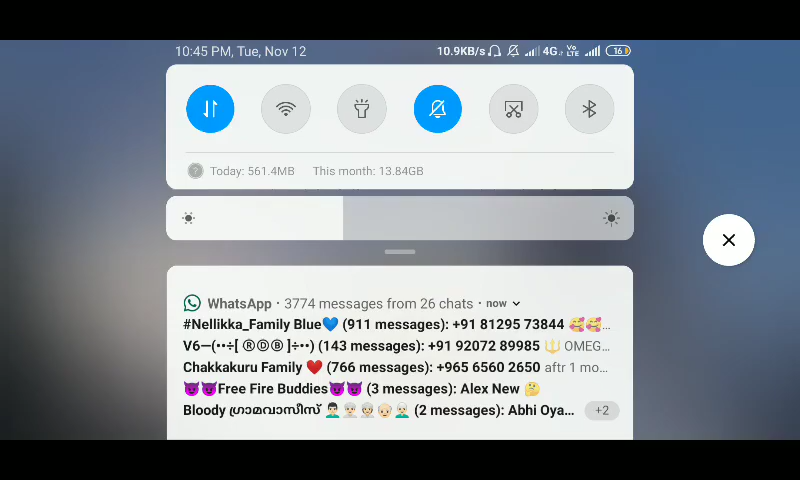 10:45 PM, Tue, Nov 12 10.9KB/s 4G Vo LTE 16
? Today: 561.4MB This month: 13.84GB
WhatsApp · 3774 messages from 26 chats · now
#Nellikka_Family Blue💙 (911 messages): +91 81295 73844 🥰🥰...
V6—(••÷[ ⓇⒹⒷ ]÷••) (143 messages): +91 92072 89985 🔱 OMEG...
Chakkakuru Family ❤️ (766 messages): +965 6560 2650 aftr 1 mo...
😈😈Free Fire Buddies😈😈 (3 messages): Alex New 🤔
Bloody ഗ്രാമവാസീസ് 👨🏻‍🦱👴🏻👴🏼👴🏻👨🏻‍🦳 (2 messages): Abhi Oya... +2